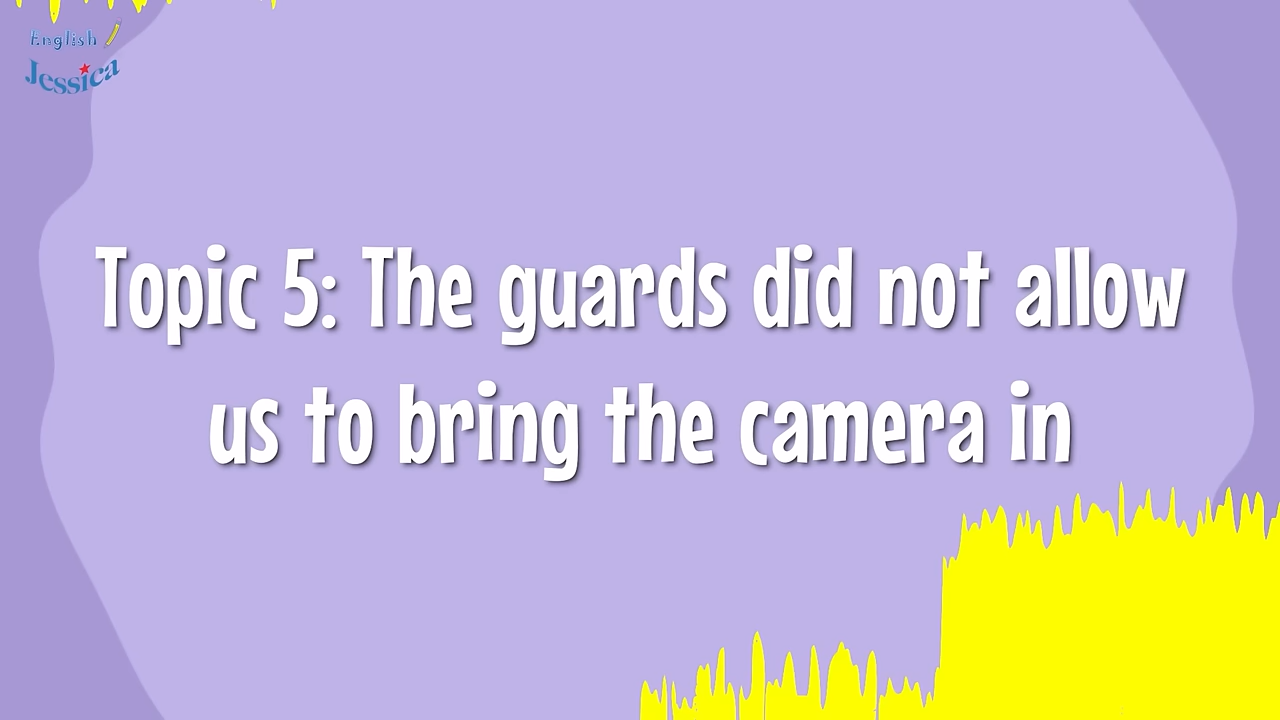 English
Jessica
Topic 5: The guards did not allow
us to bring the camera in